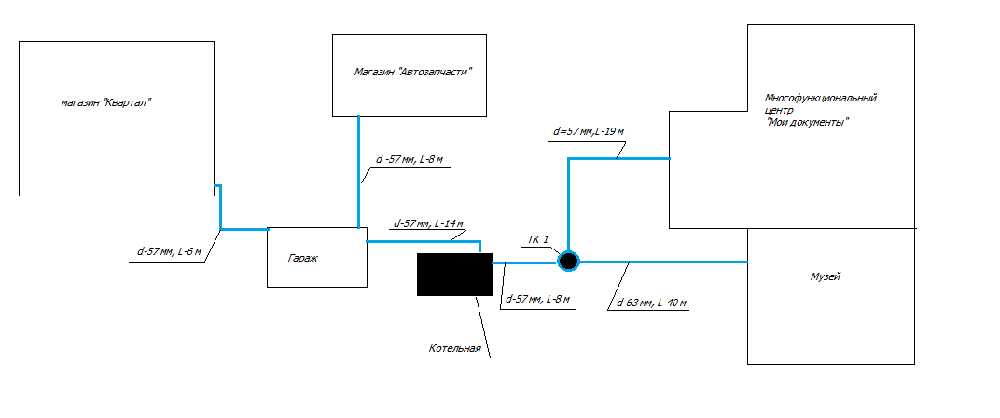 магазин "Квартал"
Магазин "Автозапчасти"
Многофункциональный
центр
"Мои документы"
d=57 мм,L-19 м
d -57 мм, L-8 м
d-57 мм, L-14 м
d-57 мм, L-6 м
Гараж
ТК 1
Музей
d-57 мм, L-8 м
d-63 мм, L-40 м
Котельная